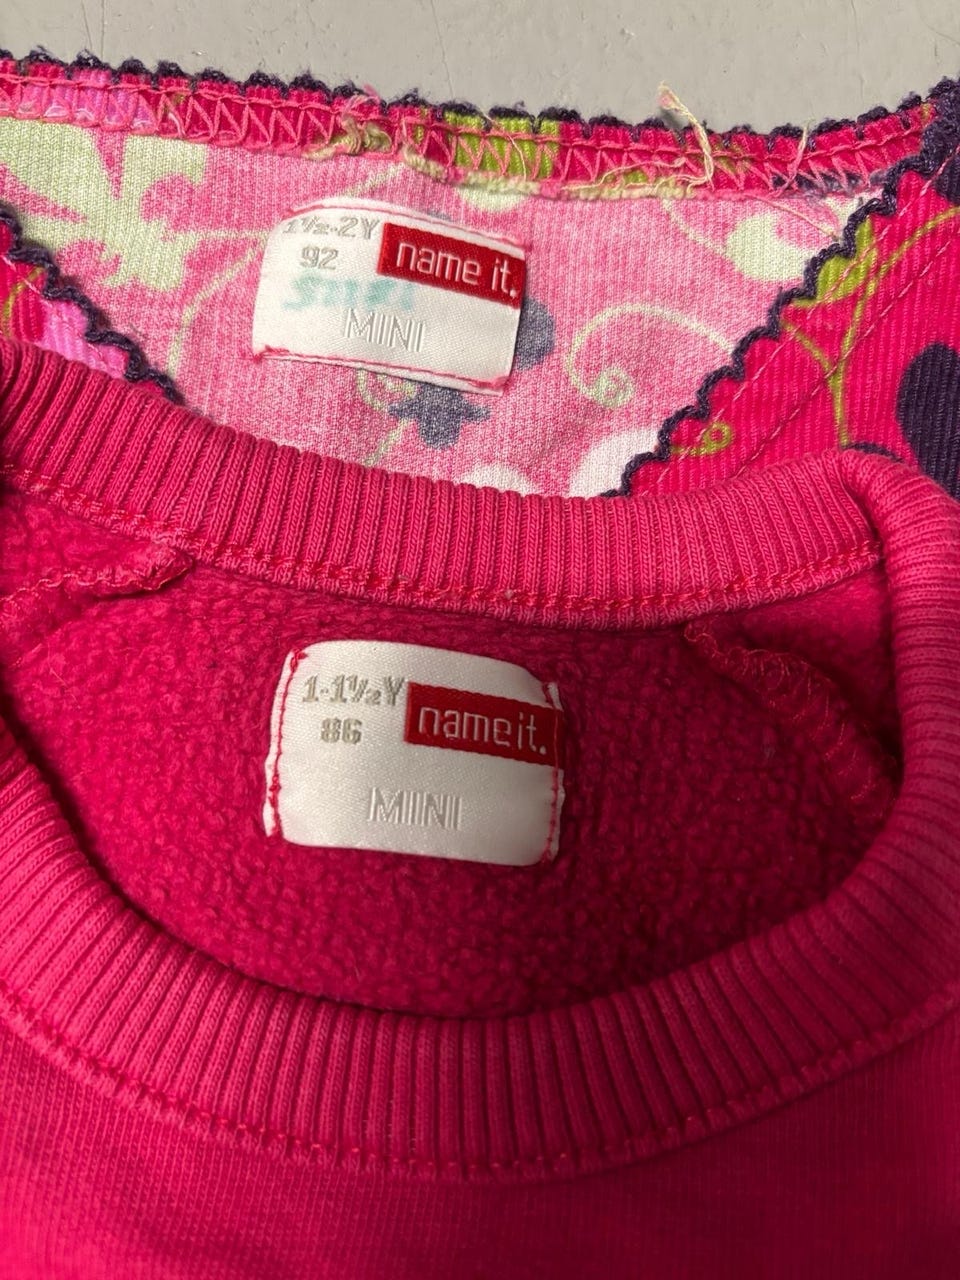 1½-2Y
92
name it.
MINI
1-1½Y
86
name it.
MINI